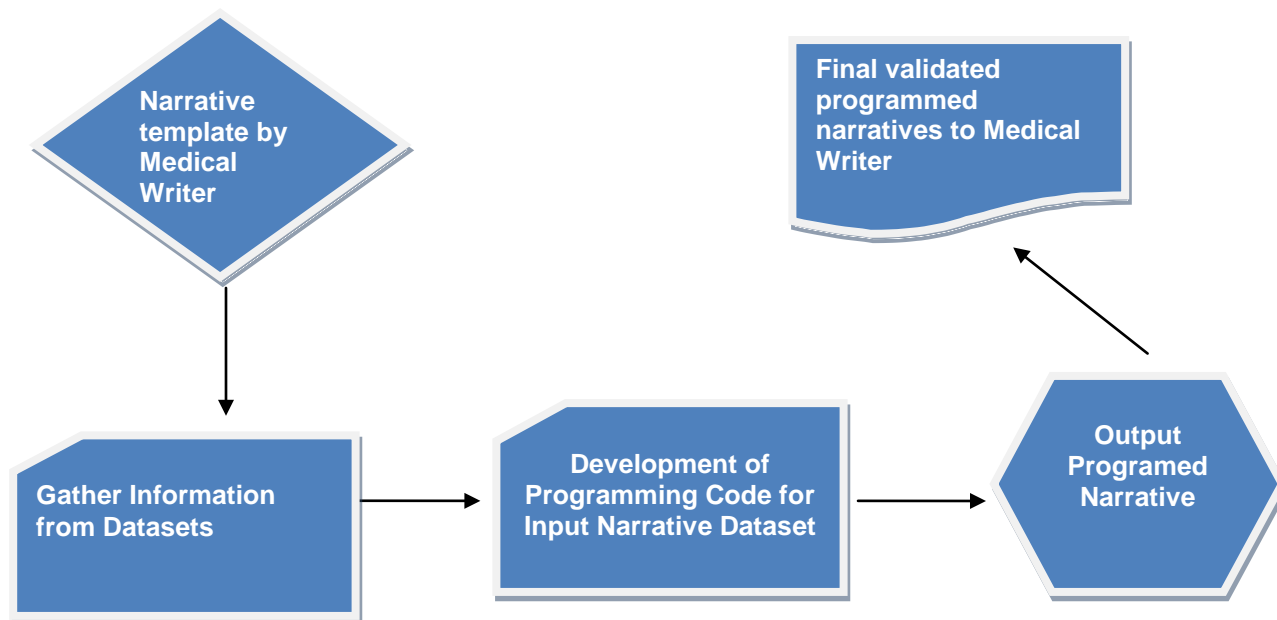 Narrative
template by
Medical
Writer
Final validated
programmed
narratives to Medical
Writer
Gather Information
from Datasets
Development of
Programming Code for
Input Narrative Dataset
Output
Programed
Narrative